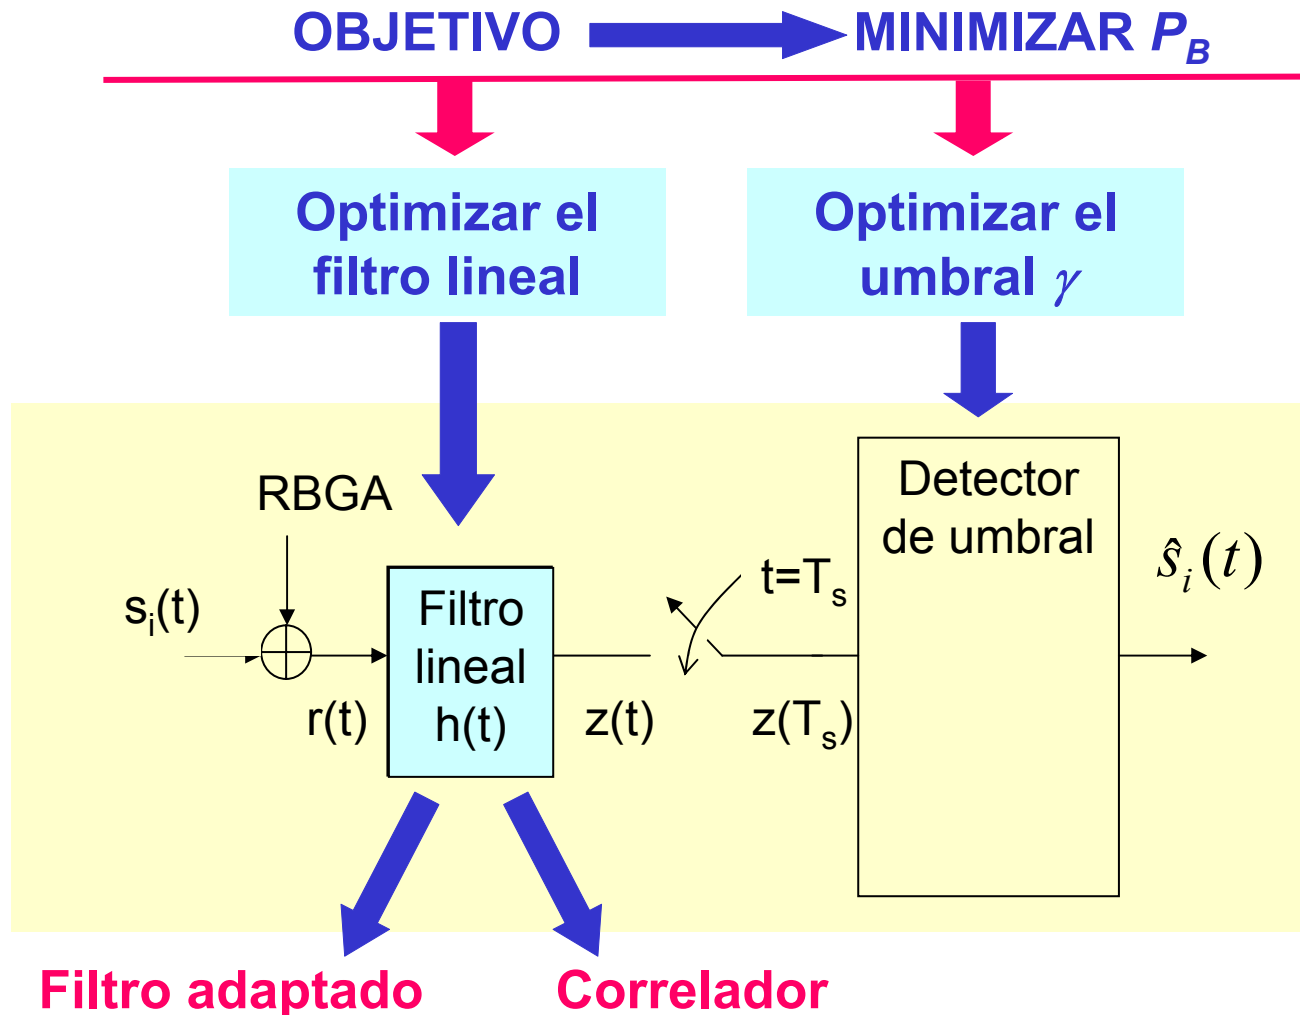 OBJETIVO MINIMIZAR P_B
Optimizar el
filtro lineal
Optimizar el
umbral γ
RBGA
s_i(t)
r(t)
Filtro
lineal
h(t)
z(t)
t=T_s
z(T_s)
Detector
de umbral
ŝ_i(t)
Filtro adaptado
Correlador